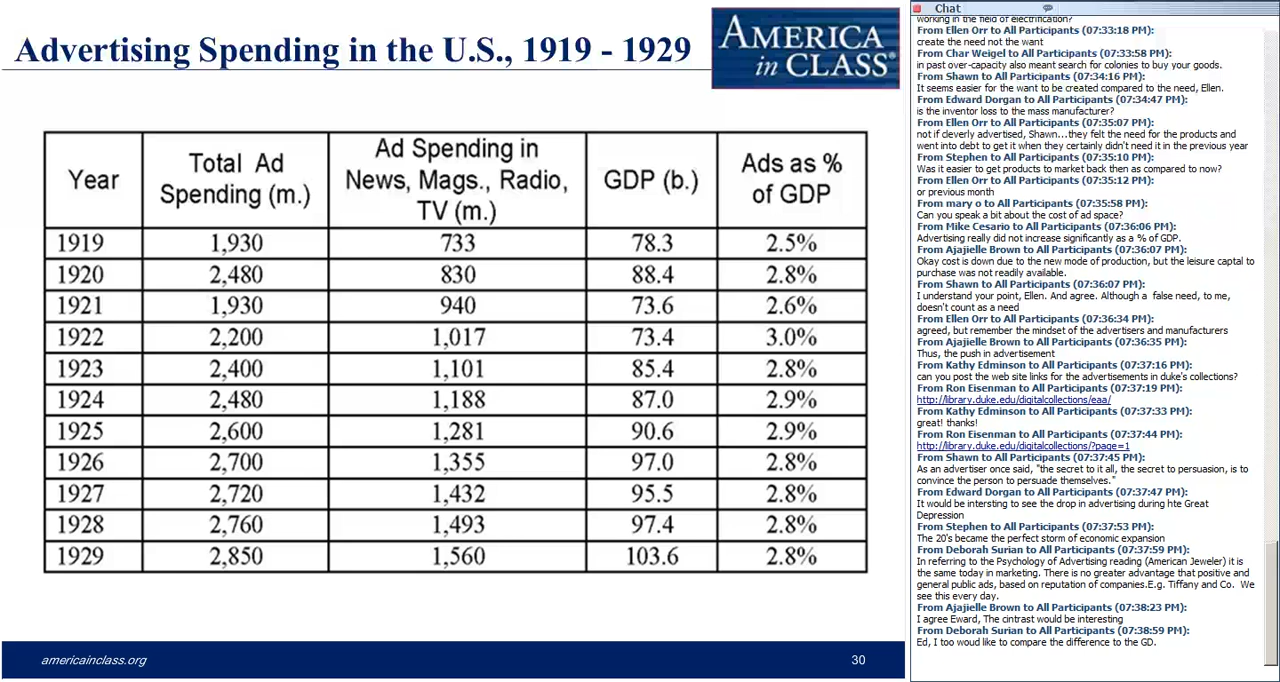 Advertising Spending in the U.S., 1919 - 1929
AMERICA
in CLASS®
Year
Total Ad
Spending (m.)
Ad Spending in
News, Mags., Radio,
TV (m.)
GDP (b.)
Ads as %
of GDP
1919 1,930 733 78.3 2.5%
1920 2,480 830 88.4 2.8%
1921 1,930 940 73.6 2.6%
1922 2,200 1,017 73.4 3.0%
1923 2,400 1,101 85.4 2.8%
1924 2,480 1,188 87.0 2.9%
1925 2,600 1,281 90.6 2.9%
1926 2,700 1,355 97.0 2.8%
1927 2,720 1,432 95.5 2.8%
1928 2,760 1,493 97.4 2.8%
1929 2,850 1,560 103.6 2.8%
americainclass.org
30
Chat
working in the field of electrification?
From Ellen Orr to All Participants (07:33:18 PM):
create the need not the want
From Char Weigel to All Participants (07:33:58 PM):
in past over-capacity also meant search for colonies to buy your goods.
From Shawn to All Participants (07:34:16 PM):
It seems easier for the want to be created compared to the need, Ellen.
From Edward Dorgan to All Participants (07:34:47 PM):
is the inventor loss to the mass manufacturer?
From Ellen Orr to All Participants (07:35:07 PM):
not if cleverly advertised, Shawn...they felt the need for the products and
went into debt to get it when they certainly didn't need it in the previous year
From Stephen to All Participants (07:35:10 PM):
Was it easier to get products to market back then as compared to now?
From Ellen Orr to All Participants (07:35:12 PM):
or previous month
From mary o to All Participants (07:35:58 PM):
Can you speak a bit about the cost of ad space?
From Mike Cesario to All Participants (07:36:06 PM):
Advertising really did not increase significantly as a % of GDP.
From Ajajielle Brown to All Participants (07:36:07 PM):
Okay cost is down due to the new mode of production, but the leisure captal to
purchase was not readily available.
From Shawn to All Participants (07:36:07 PM):
I understand your point, Ellen. And agree. Although a false need, to me,
doesn't count as a need
From Ellen Orr to All Participants (07:36:34 PM):
agreed, but remember the mindset of the advertisers and manufacturers
From Ajajielle Brown to All Participants (07:36:35 PM):
Thus, the push in advertisement
From Kathy Edminson to All Participants (07:37:16 PM):
can you post the web site links for the advertisements in duke's collections?
From Ron Eisenman to All Participants (07:37:19 PM):
http://library.duke.edu/digitalcollections/eaa/
From Kathy Edminson to All Participants (07:37:33 PM):
great! thanks!
From Ron Eisenman to All Participants (07:37:44 PM):
http://library.duke.edu/digitalcollections/?page=1
From Shawn to All Participants (07:37:45 PM):
As an advertiser once said, "the secret to it all, the secret to persuasion, is to
convince the person to persuade themselves."
From Edward Dorgan to All Participants (07:37:47 PM):
It would be intersting to see the drop in advertising during hte Great
Depression
From Stephen to All Participants (07:37:53 PM):
The 20's became the perfect storm of economic expansion
From Deborah Surian to All Participants (07:37:59 PM):
In referring to the Psychology of Advertising reading (American Jeweler) it is
the same today in marketing. There is no greater advantage that positive and
general public ads, based on reputation of companies.E.g. Tiffany and Co. We
see this every day.
From Ajajielle Brown to All Participants (07:38:23 PM):
I agree Eward, The cintrast would be interesting
From Deborah Surian to All Participants (07:38:59 PM):
Ed, I too woud like to compare the difference to the GD.